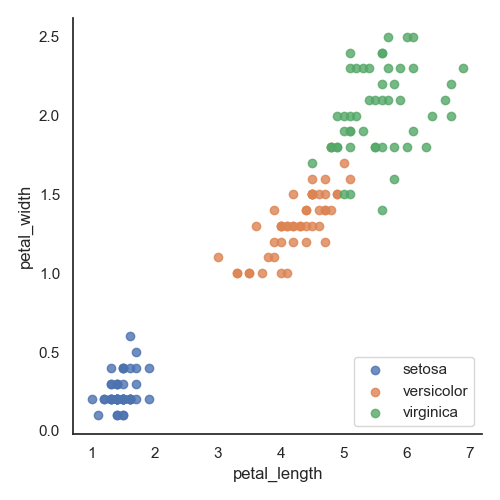 2.5
2.0
1.5
1.0
0.5
0.0
petal_width
1 2 3 4 5 6 7
petal_length
setosa
versicolor
virginica